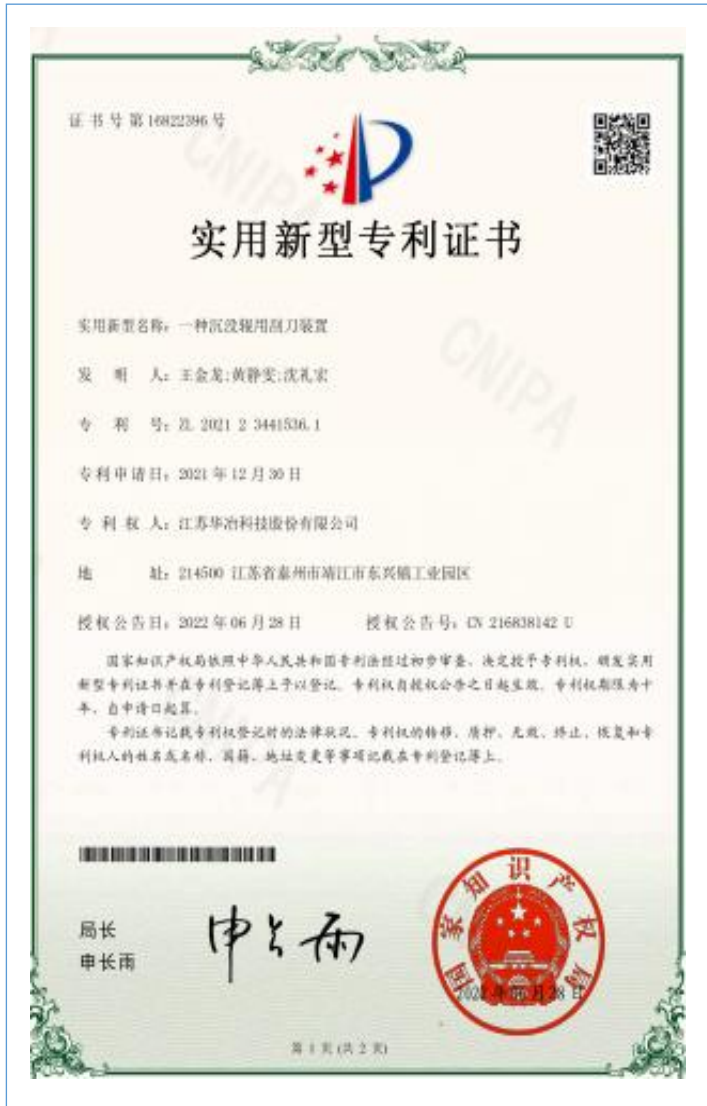 证书号第16822396号
实用新型专利证书
实用新型名称：一种沉没辊用刮刀装置
发 明 人：王金龙;黄静雯;沈礼宏
专 利 号：ZL 2021 2 3441536.1
专利申请日：2021年12月30日
专 利 权 人：江苏华冶科技股份有限公司
地 址：214500 江苏省泰州市靖江市东兴镇工业园区
授权公告日：2022年06月28日 授权公告号：CN 216838142 U
国家知识产权局依照中华人民共和国专利法经过初步审查，决定授予专利权，颁发实用
新型专利证书并在专利登记簿上予以登记。专利权自授权公告之日起生效。专利权期限为十
年，自申请日起算。
专利证书记载专利权登记时的法律状况。专利权的转移、质押、无效、终止、恢复和专
利权人的姓名或名称、国籍、地址变更等事项记载在专利登记簿上。
局长
申长雨
申长雨
国家知识产权局
2022年06月28日
第 1 页 (共 2 页)
CNIPA
CNIPA